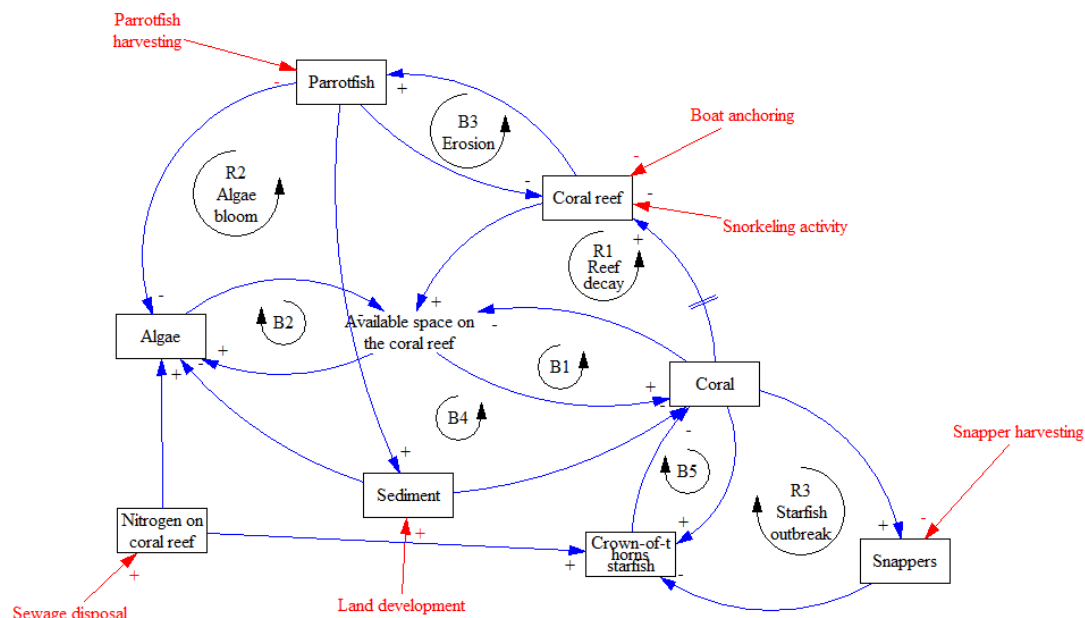 Parrotfish
harvesting
-
Parrotfish
+
B3
Erosion
Boat anchoring
R2
Algae
bloom
-
-
-
Coral reef
Snorkeling activity
+
R1
Reef
decay
-
+
Algae
B2
-
Available space on
the coral reef
-
+
-
+
B1
+
-
Coral
B4
-
Snapper harvesting
B5
R3
Starfish
outbreak
+
Sediment
+
+
-
Nitrogen on
coral reef
+
Crown-of-t
horns
starfish
+
-
Snappers
+
Land development
Sewage disposal